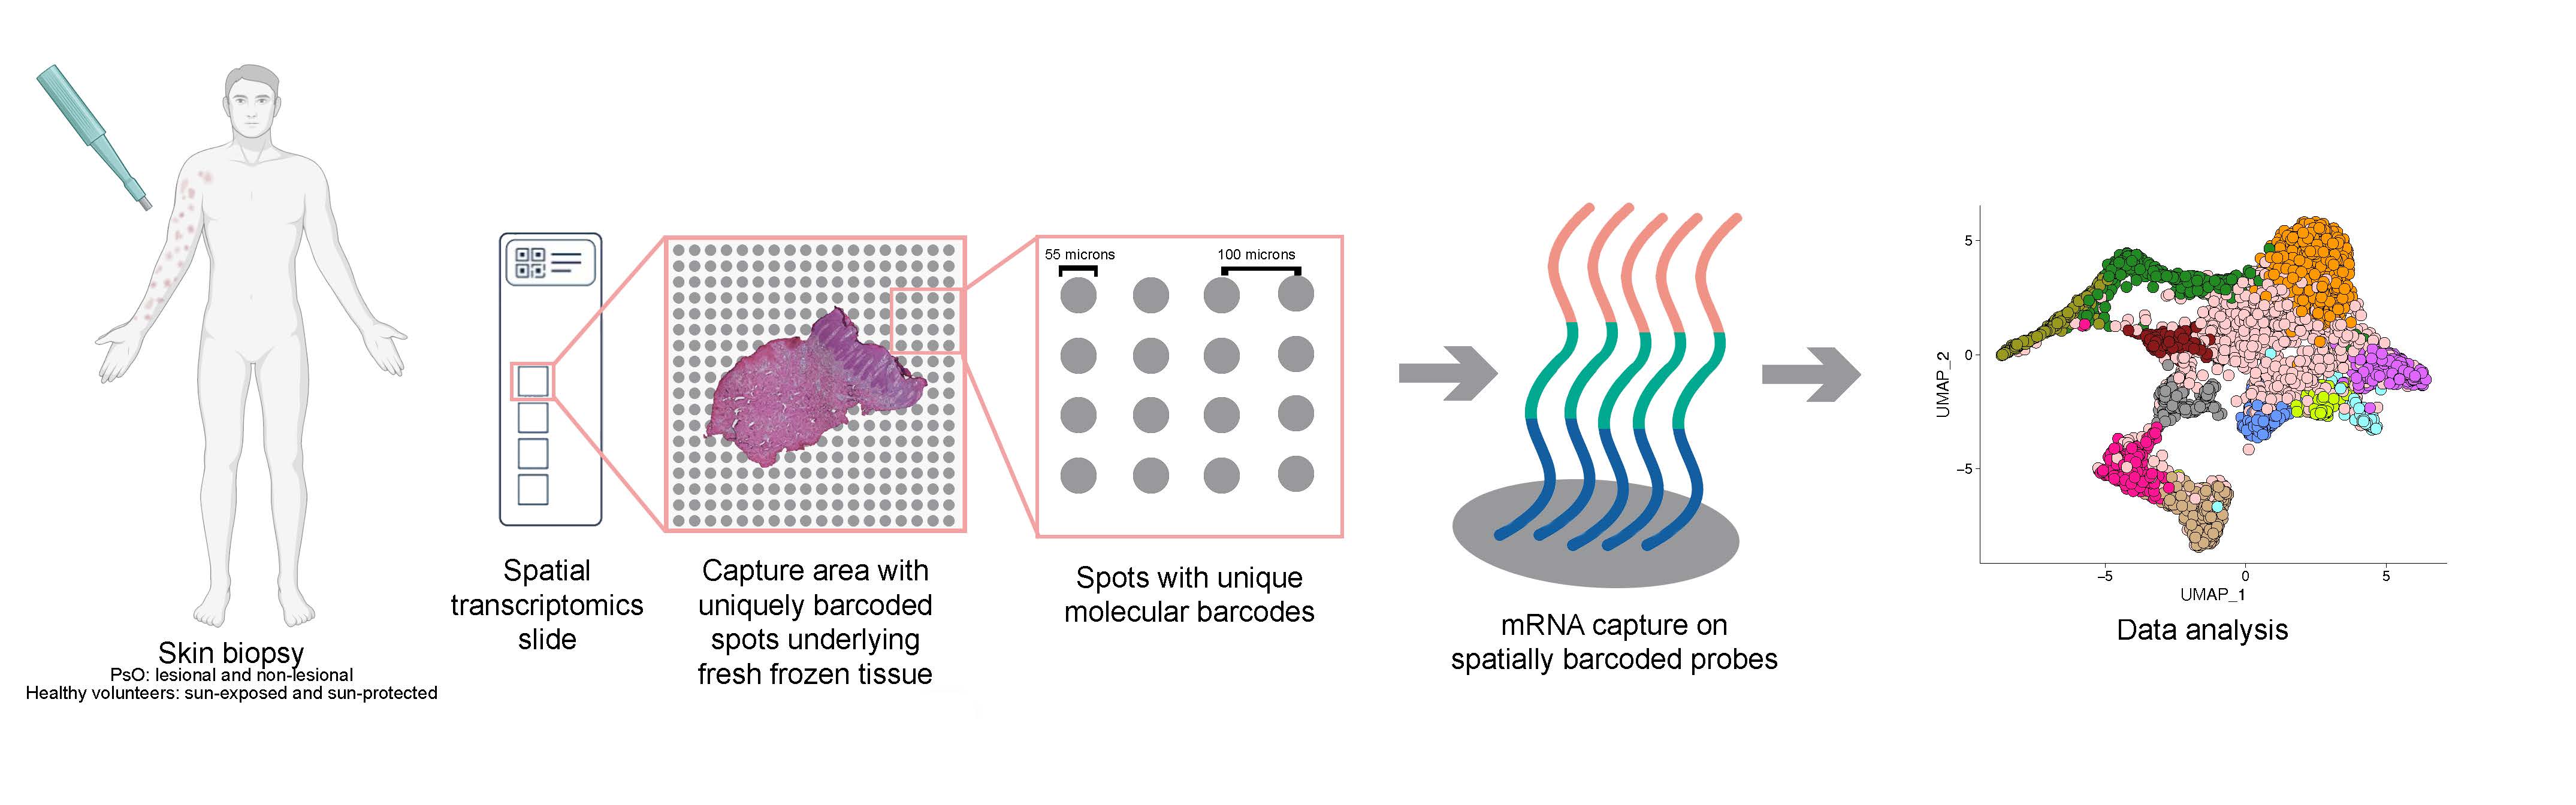 Skin biopsy
PsO: lesional and non-lesional
Healthy volunteers: sun-exposed and sun-protected
Spatial
transcriptomics
slide
Capture area with
uniquely barcoded
spots underlying
fresh frozen tissue
55 microns
100 microns
Spots with unique
molecular barcodes
mRNA capture on
spatially barcoded probes
UMAP_2
5
0
−5
−5
0
5
UMAP_1
Data analysis